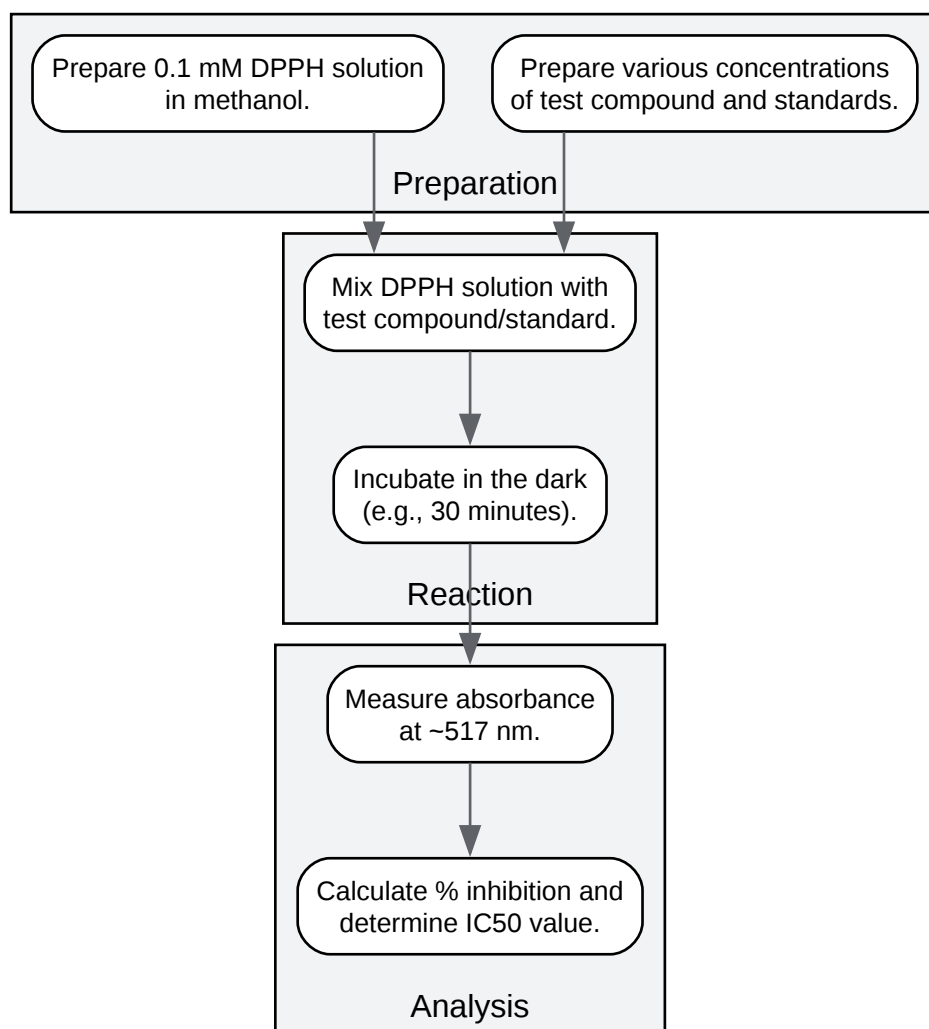 Prepare 0.1 mM DPPH solution
in methanol.
Prepare various concentrations
of test compound and standards.
Preparation
Mix DPPH solution with
test compound/standard.
Incubate in the dark
(e.g., 30 minutes).
Reaction
Measure absorbance
at ~517 nm.
Calculate % inhibition and
determine IC50 value.
Analysis